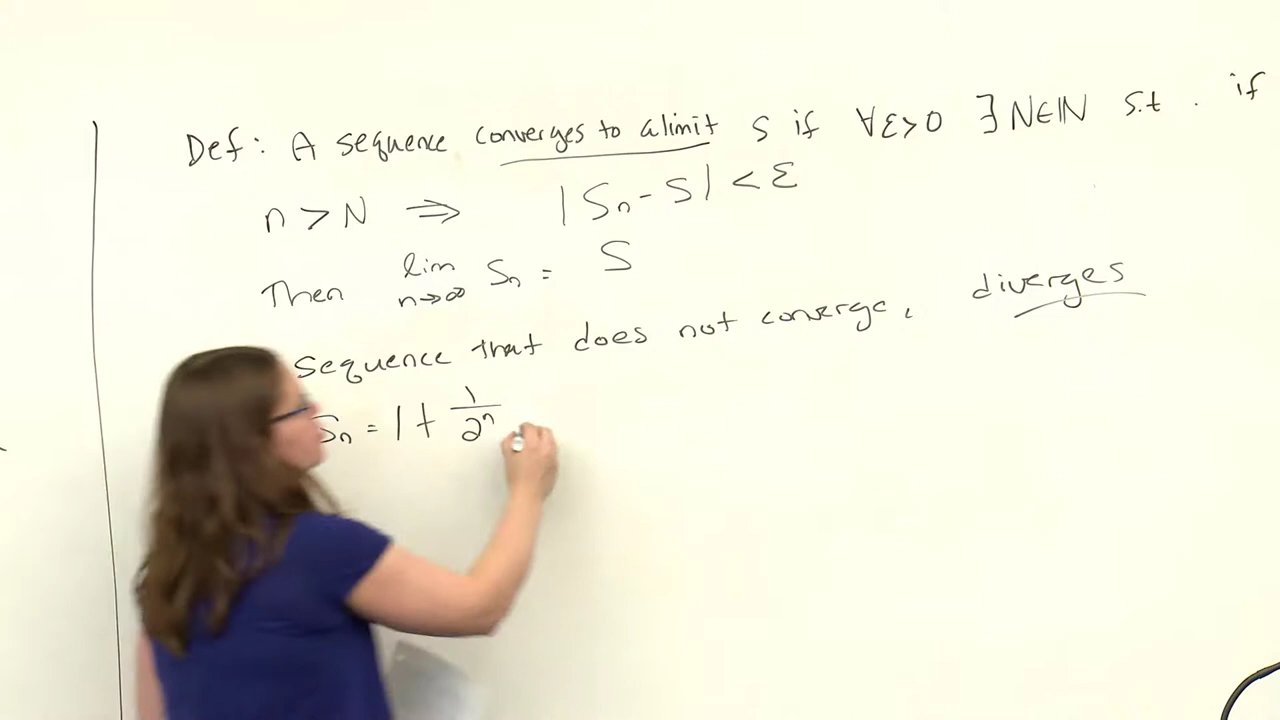 Def: A sequence converges to a limit S if ∀ε>0 ∃N∈ℕ s.t. if
n > N ⇒ |Sn - S| < ε
Then lim n→∞ Sn = S
sequence that does not converge, diverges
Sn = 1 + 1/2ⁿ